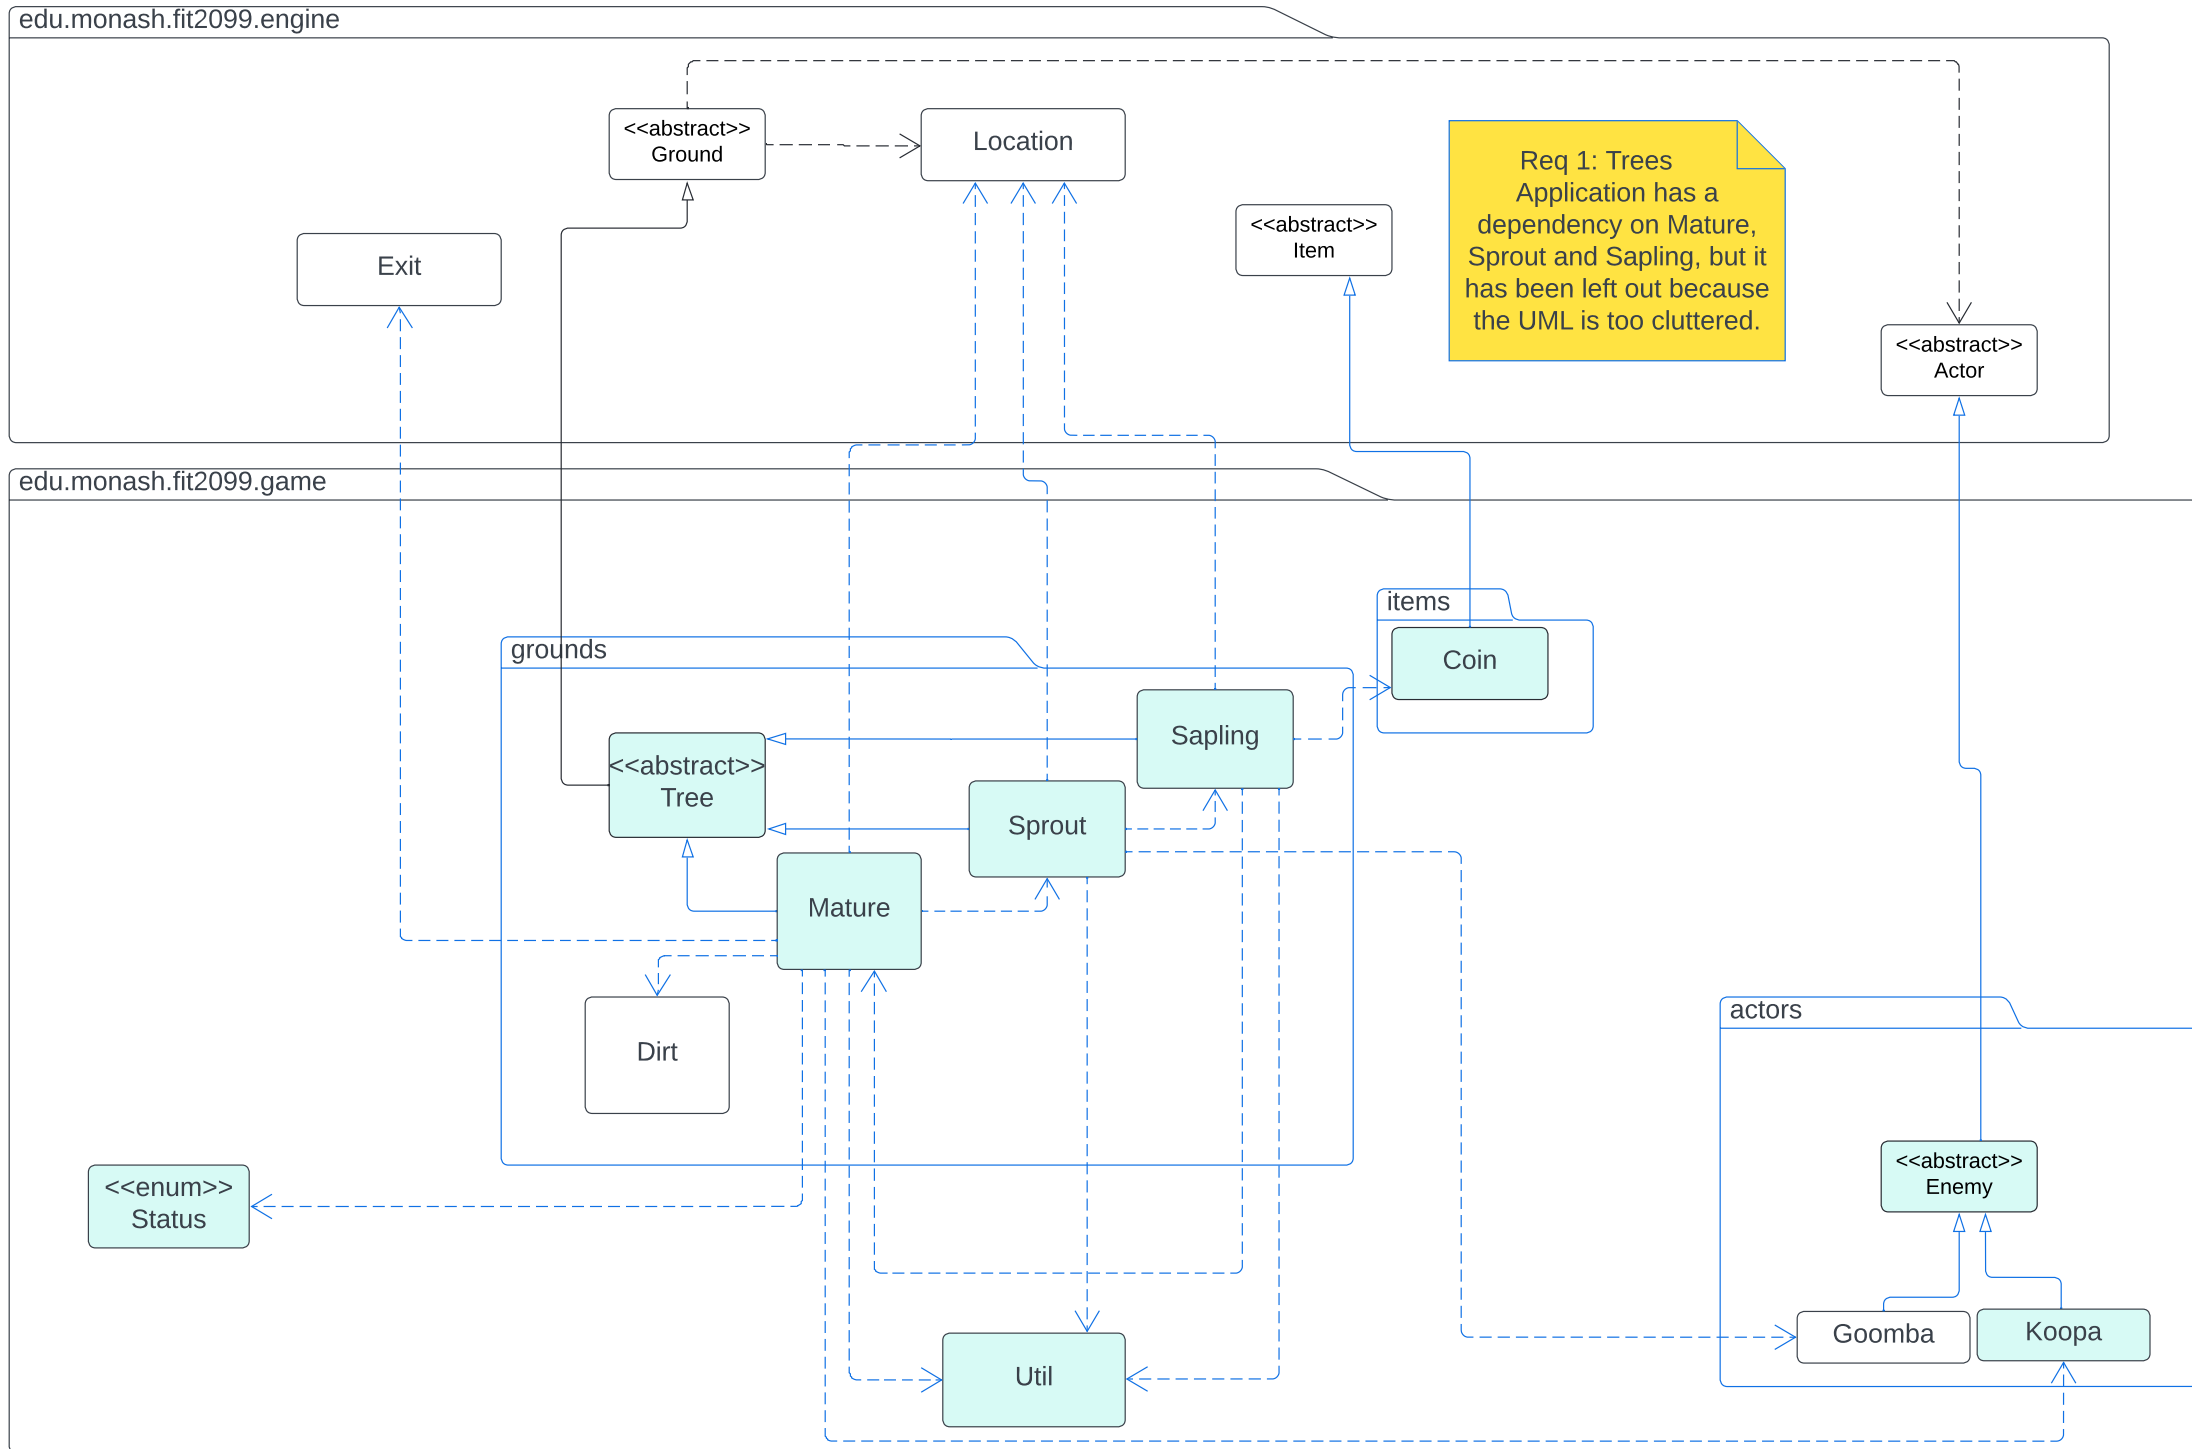 edu.monash.fit2099.engine
<<abstract>>
Ground
Location
Req 1: Trees
Application has a
dependency on Mature,
Sprout and Sapling, but it
has been left out because
the UML is too cluttered.
<<abstract>>
Item
Exit
<<abstract>>
Actor
edu.monash.fit2099.game
items
Coin
grounds
Sapling
<<abstract>>
Tree
Sprout
Mature
Dirt
actors
<<abstract>>
Enemy
<<enum>>
Status
Goomba
Koopa
Util